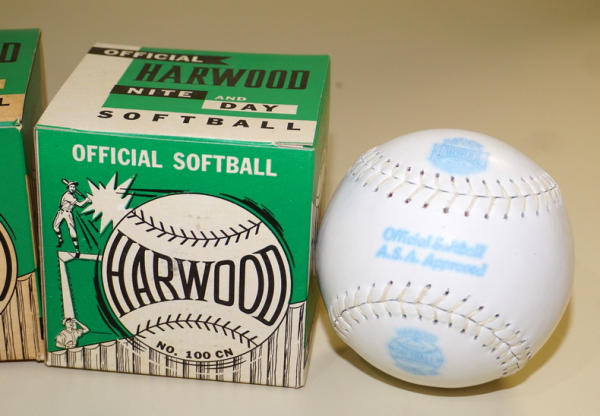 OFFICIAL
HARWOOD
NITE AND DAY
SOFTBALL
OFFICIAL SOFTBALL
HARWOOD
NO. 100 CN
Official Softball
A.S.A. Approved